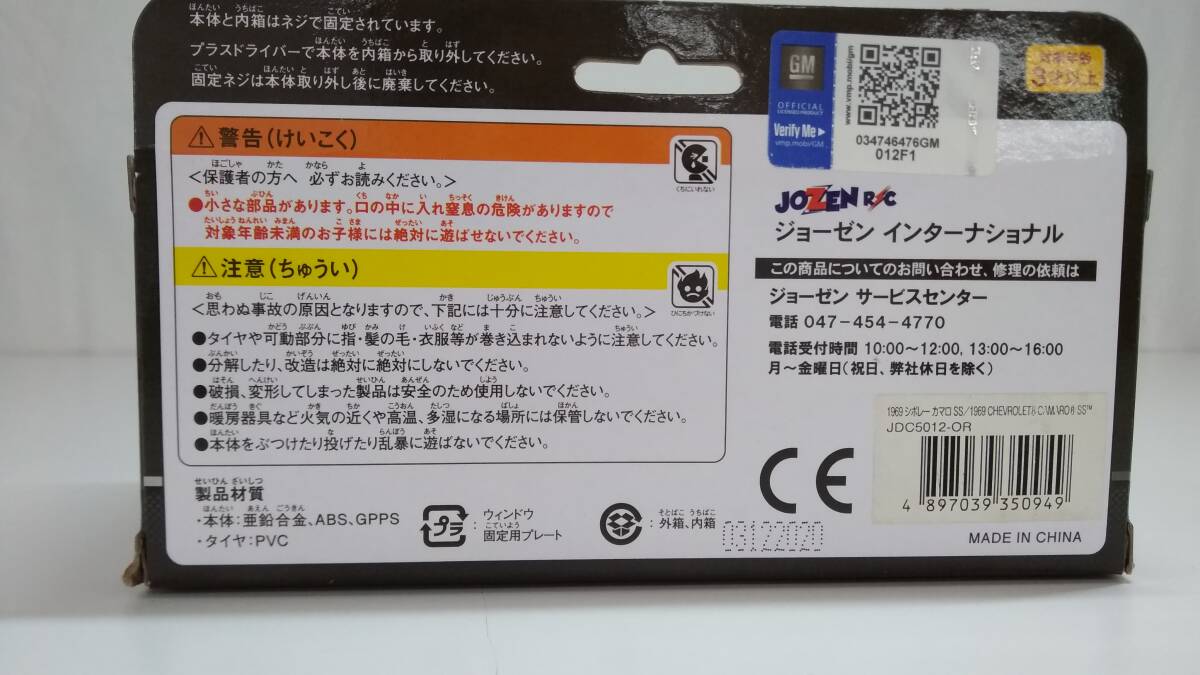 本体と内箱はネジで固定されています。
プラスドライバーで本体を内箱から取り外してください。
固定ネジは本体取り外し後に廃棄してください。
警告(けいこく)
くちにいれない
<保護者の方へ 必ずお読みください。>
●小さな部品があります。口の中に入れ窒息の危険がありますので
対象年齢未満のお子様には絶対に遊ばせないでください。
注意(ちゅうい)
ひにちかづけない
<思わぬ事故の原因となりますので、下記には十分に注意してください。>
●タイヤや可動部分に指・髪の毛・衣服等が巻き込まれないように注意してください。
●分解したり、改造は絶対に絶対にしないでください。
●破損、変形してしまった製品は安全のため使用しないでください。
●暖房器具など火気の近くや高温、多湿になる場所には保管しないでください。
●本体をぶつけたり投げたり乱暴に遊ばないでください。
製品材質
・本体:亜鉛合金、ABS、GPPS
・タイヤ:PVC
プラ
:ウィンドウ
固定用プレート
:外箱、内箱
03122020
GM
OFFICIAL
LICENSED PRODUCT
Verify Me
vmp.mobi/GM
www.vmp.mobi/gm
034746476GM
012F1
対象年齢
3才以上
JOZEN R/C
ジョーゼン インターナショナル
この商品についてのお問い合わせ、修理の依頼は
ジョーゼン サービスセンター
電話 047-454-4770
電話受付時間 10:00~12:00, 13:00~16:00
月~金曜日(祝日、弊社休日を除く)
CE
1969 シボレー カマロ SS/1969 CHEVROLET® CAMARO® SS™
JDC5012-OR
4 897039 350949
MADE IN CHINA